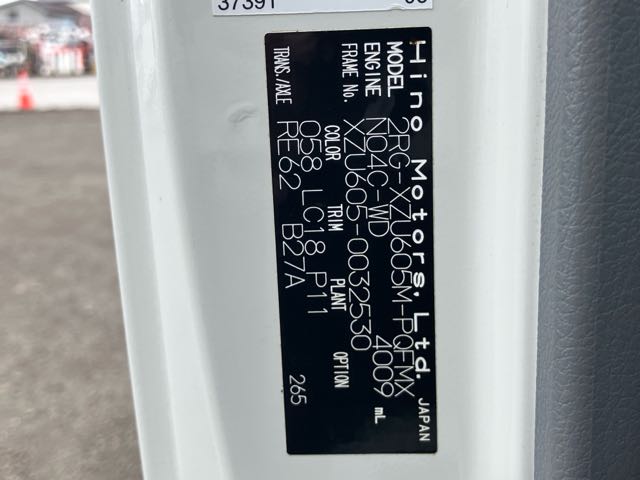 37391
Hino Motors, Ltd. JAPAN
MODEL 2RG-XZU605M-PQFMX
ENGINE N04C-WD 4009 mL
FRAME No. XZU605-0032530
COLOR TRIM PLANT OPTION
058 LC18 P11
TRANS./AXLE RE62 B27A 265